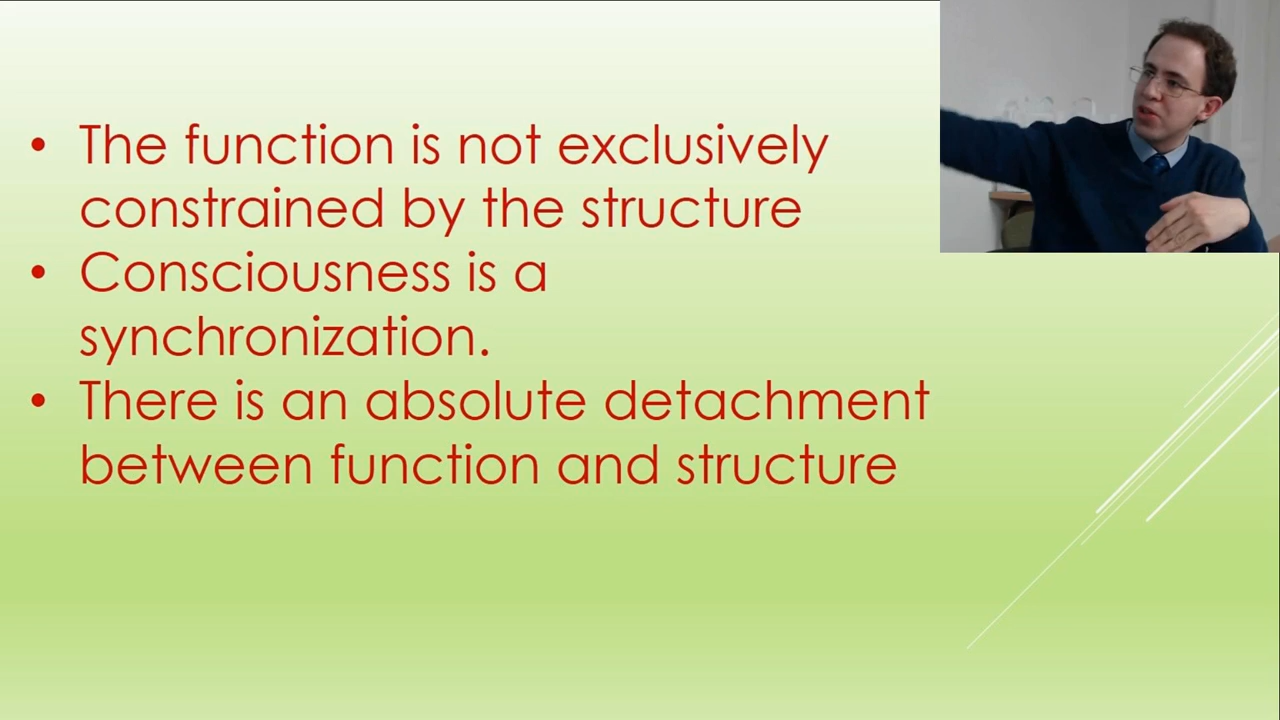 • The function is not exclusively
constrained by the structure
• Consciousness is a
synchronization.
• There is an absolute detachment
between function and structure